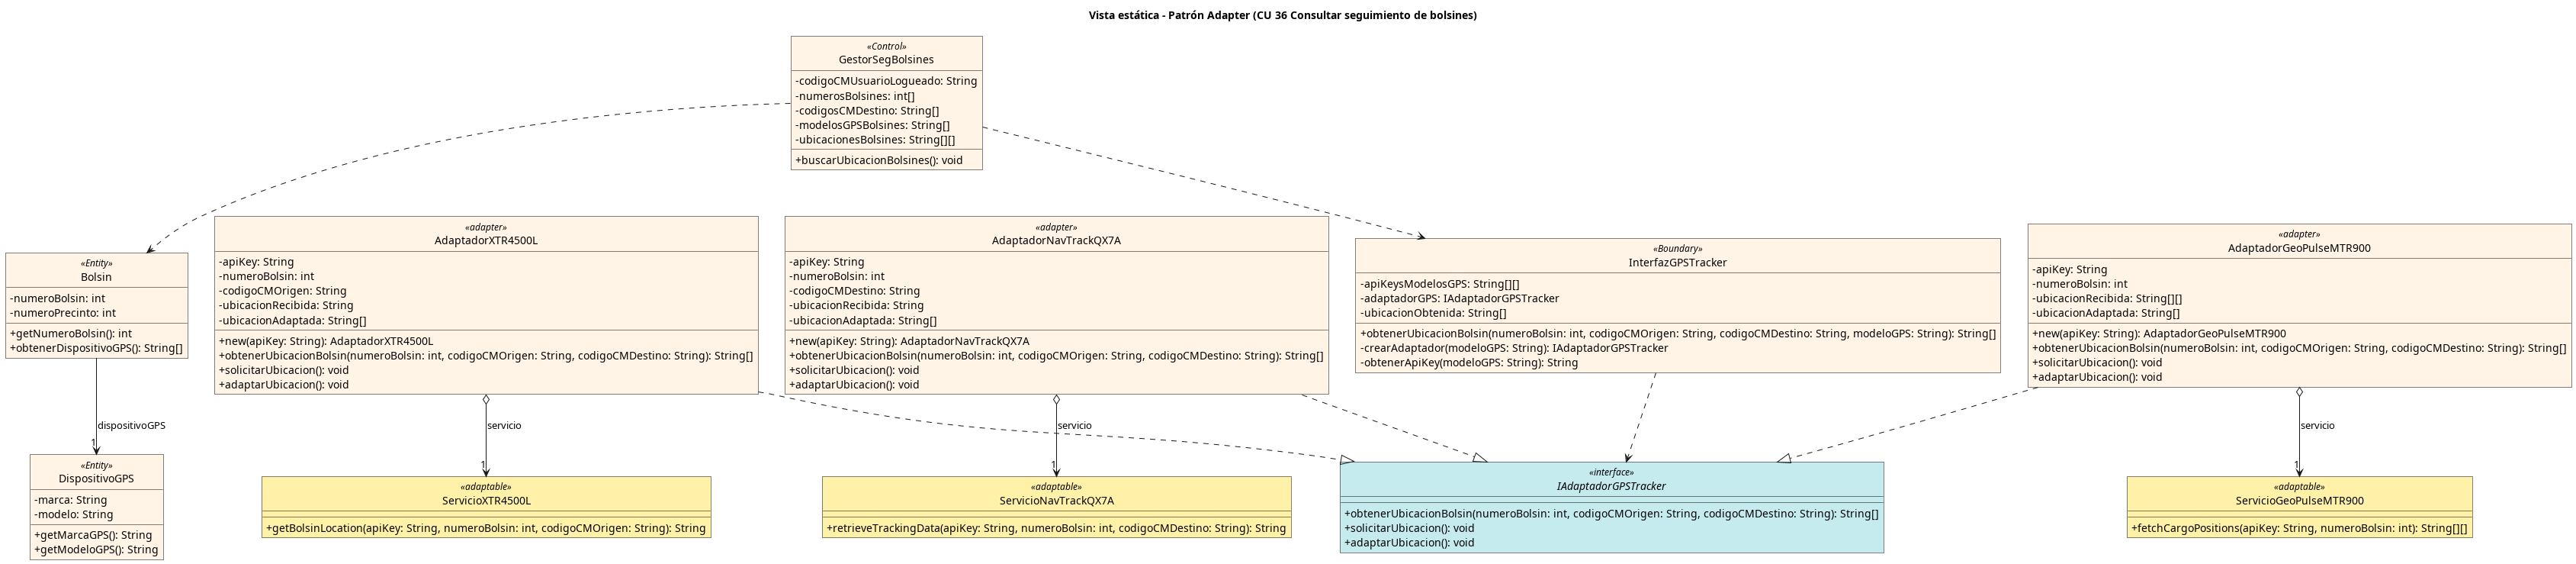 Vista estática - Patrón Adapter (CU 36 Consultar seguimiento de bolsines)
«Control»
GestorSegBolsines
-codigoCMUsuarioLogueado: String
-numerosBolsines: int[]
-codigosCMDestino: String[]
-modelosGPSBolsines: String[]
-ubicacionesBolsines: String[][]
+buscarUbicacionBolsines(): void
«Entity»
Bolsin
-numeroBolsin: int
-numeroPrecinto: int
+getNumeroBolsin(): int
+obtenerDispositivoGPS(): String[]
«adapter»
AdaptadorXTR4500L
-apiKey: String
-numeroBolsin: int
-codigoCMOrigen: String
-ubicacionRecibida: String
-ubicacionAdaptada: String[]
+new(apiKey: String): AdaptadorXTR4500L
+obtenerUbicacionBolsin(numeroBolsin: int, codigoCMOrigen: String, codigoCMDestino: String): String[]
+solicitarUbicacion(): void
+adaptarUbicacion(): void
«adapter»
AdaptadorNavTrackQX7A
-apiKey: String
-numeroBolsin: int
-codigoCMDestino: String
-ubicacionRecibida: String
-ubicacionAdaptada: String[]
+new(apiKey: String): AdaptadorNavTrackQX7A
+obtenerUbicacionBolsin(numeroBolsin: int, codigoCMOrigen: String, codigoCMDestino: String): String[]
+solicitarUbicacion(): void
+adaptarUbicacion(): void
«Boundary»
InterfazGPSTracker
-apiKeysModelosGPS: String[][]
-adaptadorGPS: IAdaptadorGPSTracker
-ubicacionObtenida: String[]
+obtenerUbicacionBolsin(numeroBolsin: int, codigoCMOrigen: String, codigoCMDestino: String, modeloGPS: String): String[]
-crearAdaptador(modeloGPS: String): IAdaptadorGPSTracker
-obtenerApiKey(modeloGPS: String): String
«adapter»
AdaptadorGeoPulseMTR900
-apiKey: String
-numeroBolsin: int
-ubicacionRecibida: String[][]
-ubicacionAdaptada: String[]
+new(apiKey: String): AdaptadorGeoPulseMTR900
+obtenerUbicacionBolsin(numeroBolsin: int, codigoCMOrigen: String, codigoCMDestino: String): String[]
+solicitarUbicacion(): void
+adaptarUbicacion(): void
dispositivoGPS
1
servicio
1
servicio
1
servicio
1
«Entity»
DispositivoGPS
-marca: String
-modelo: String
+getMarcaGPS(): String
+getModeloGPS(): String
«adaptable»
ServicioXTR4500L
+getBolsinLocation(apiKey: String, numeroBolsin: int, codigoCMOrigen: String): String
«adaptable»
ServicioNavTrackQX7A
+retrieveTrackingData(apiKey: String, numeroBolsin: int, codigoCMDestino: String): String
«interface»
IAdaptadorGPSTracker
+obtenerUbicacionBolsin(numeroBolsin: int, codigoCMOrigen: String, codigoCMDestino: String): String[]
+solicitarUbicacion(): void
+adaptarUbicacion(): void
«adaptable»
ServicioGeoPulseMTR900
+fetchCargoPositions(apiKey: String, numeroBolsin: int): String[][]